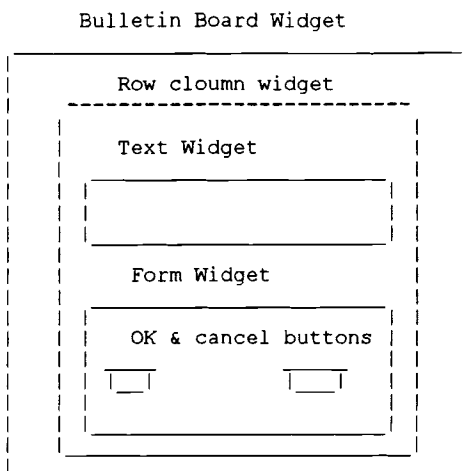 Bulletin Board Widget
Row cloumn widget
Text Widget
Form Widget
OK & cancel buttons